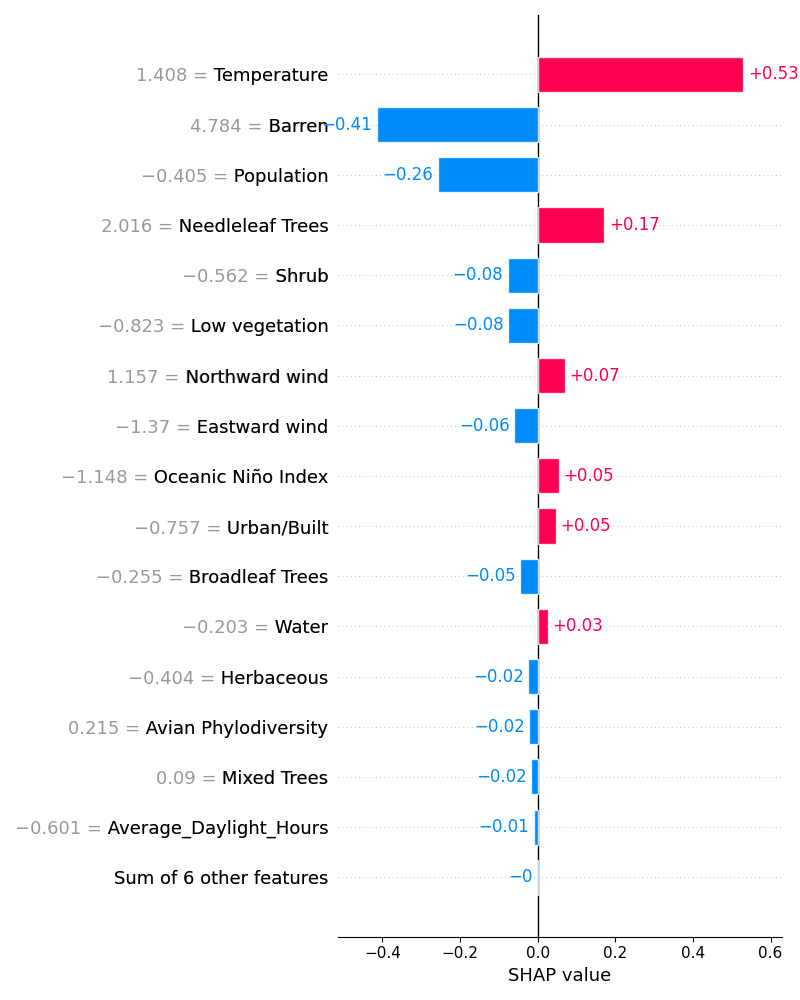 1.408 = Temperature +0.53
4.784 = Barren −0.41
−0.405 = Population −0.26
2.016 = Needleleaf Trees +0.17
−0.562 = Shrub −0.08
−0.823 = Low vegetation −0.08
1.157 = Northward wind +0.07
−1.37 = Eastward wind −0.06
−1.148 = Oceanic Niño Index +0.05
−0.757 = Urban/Built +0.05
−0.255 = Broadleaf Trees −0.05
−0.203 = Water +0.03
−0.404 = Herbaceous −0.02
0.215 = Avian Phylodiversity −0.02
0.09 = Mixed Trees −0.02
−0.601 = Average_Daylight_Hours −0.01
Sum of 6 other features −0
−0.4 −0.2 0.0 0.2 0.4 0.6
SHAP value